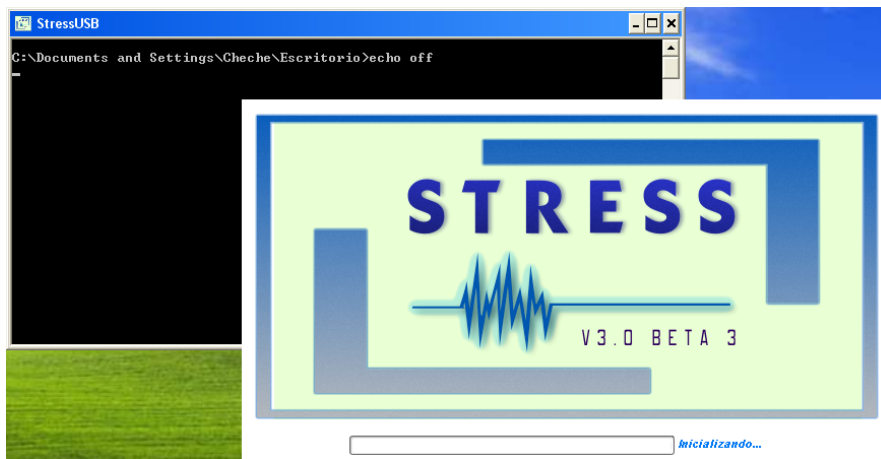 StressUSB
C:\Documents and Settings\Cheche\Escritorio>echo off
STRESS
V3.0 BETA 3
Inicializando...